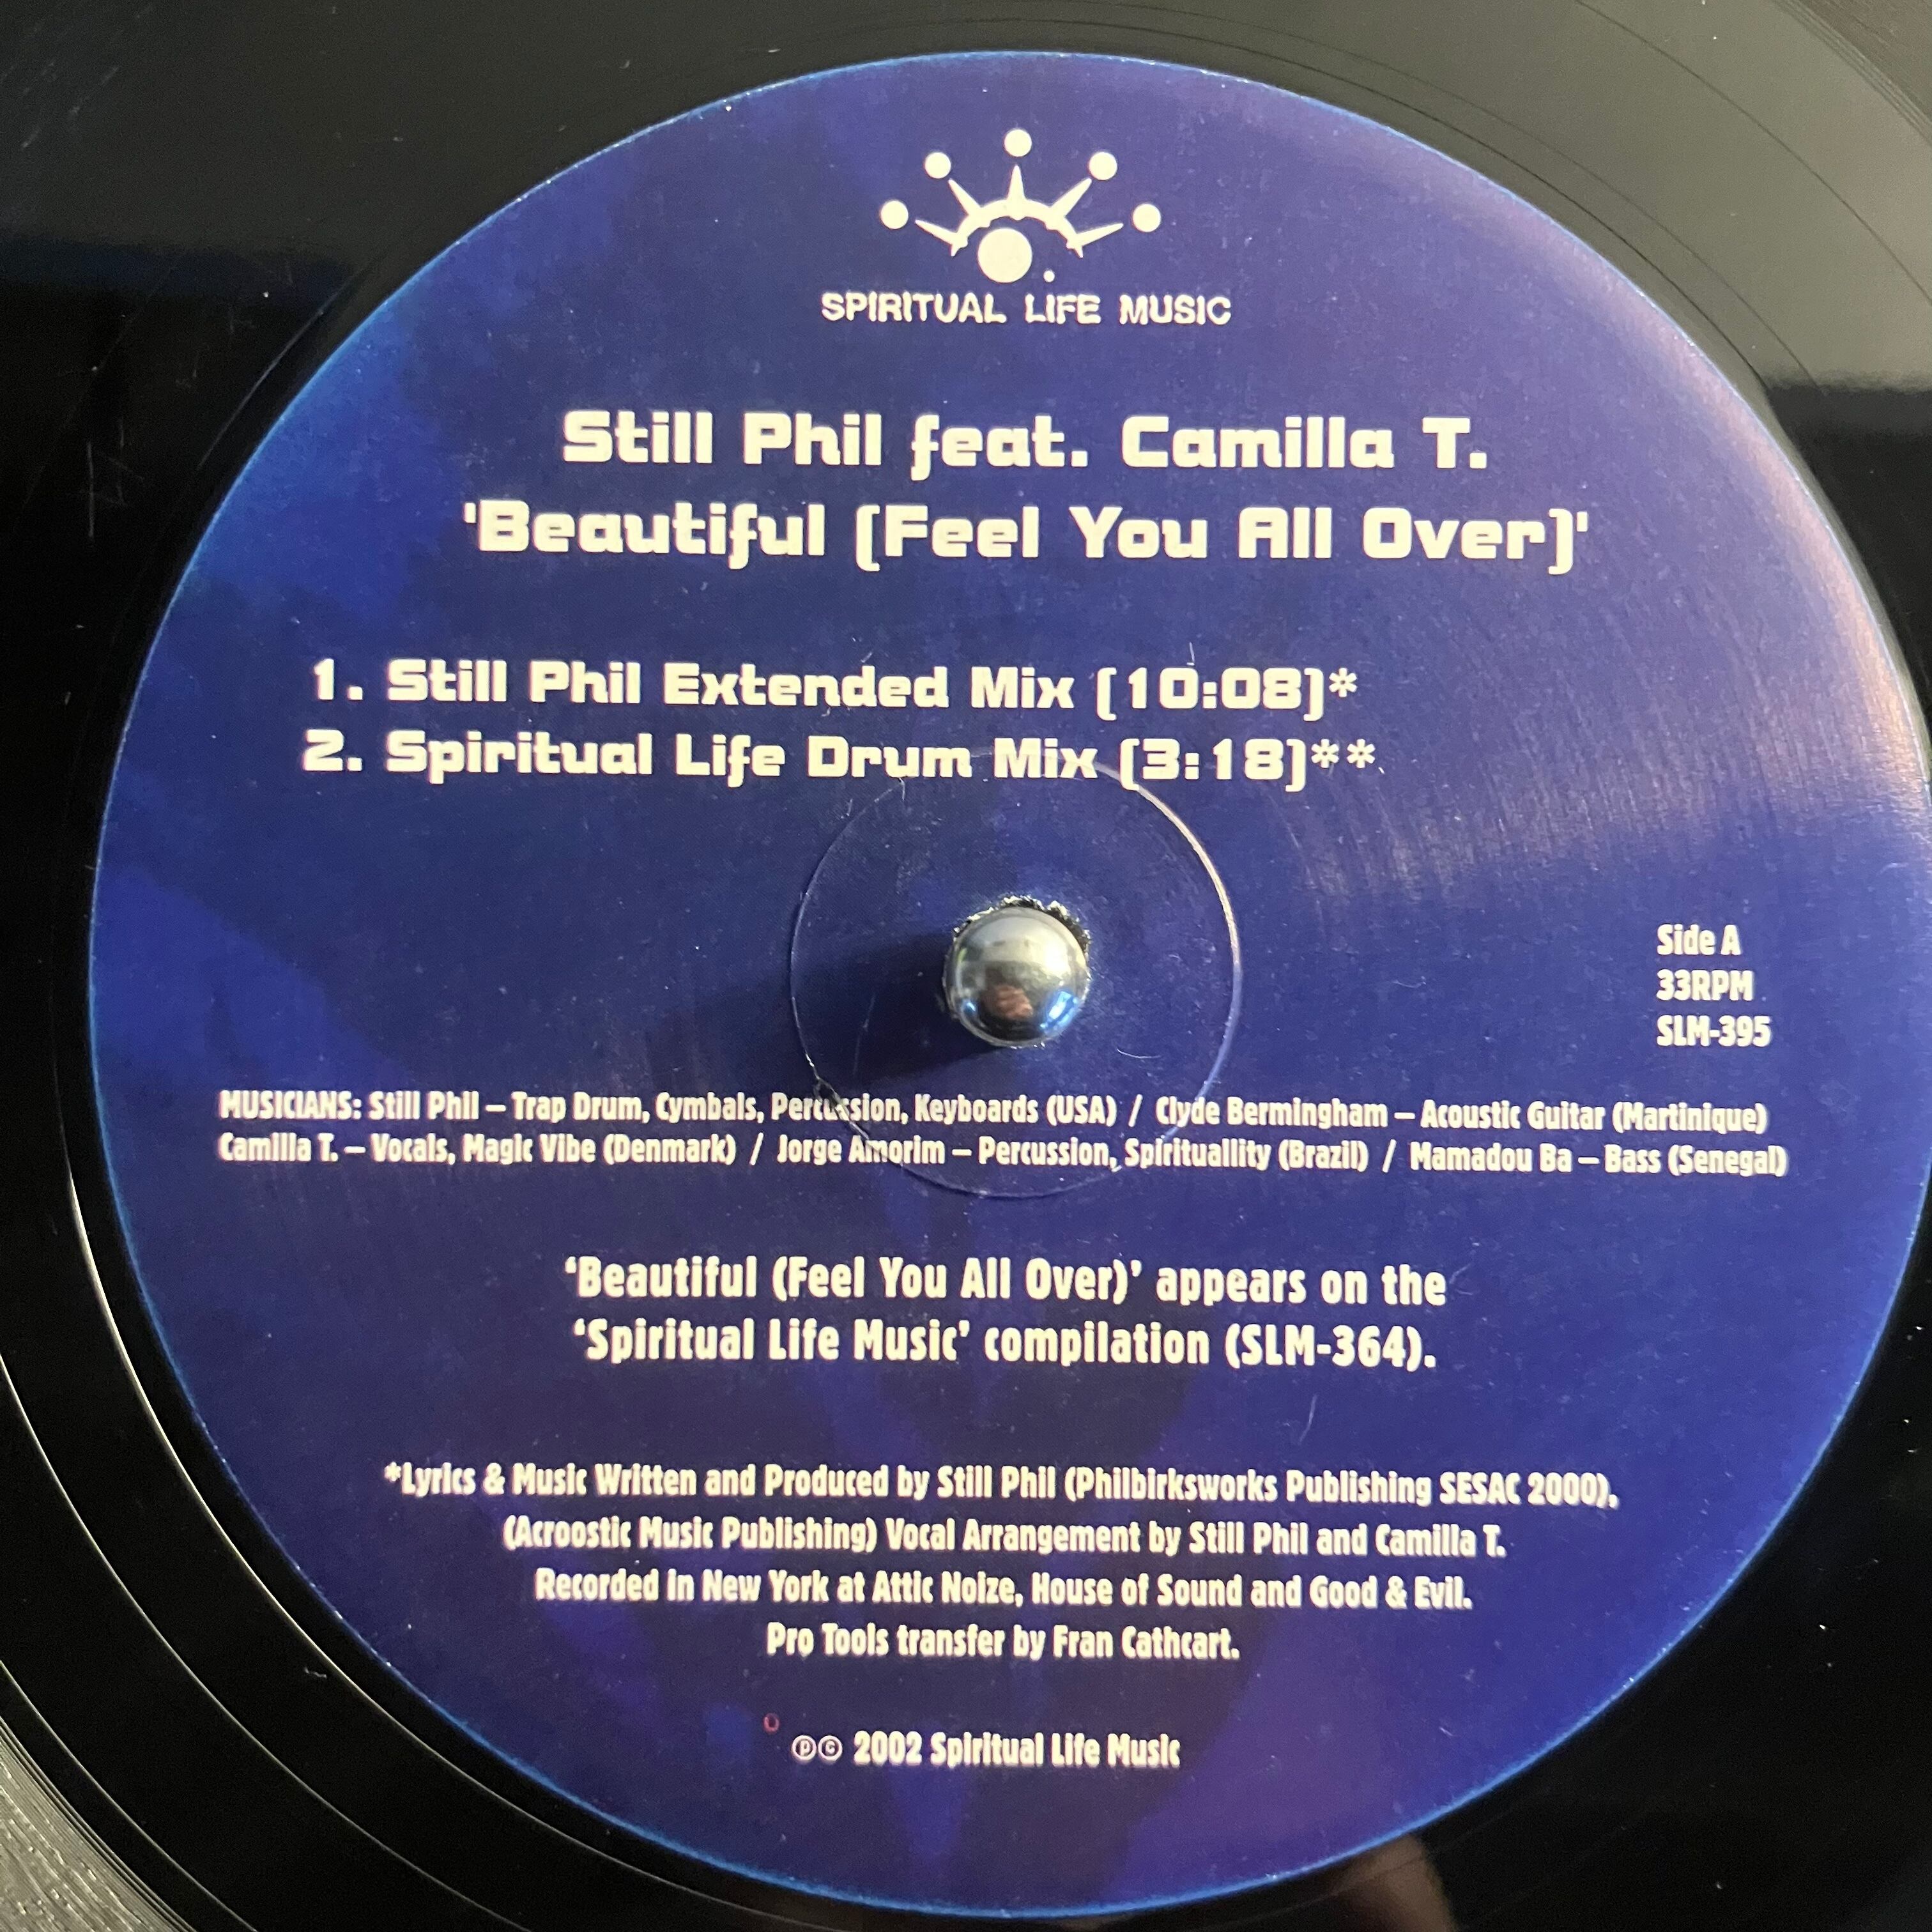 SPIRITUAL LIFE MUSIC
Still Phil feat. Camilla T.
'Beautiful (Feel You All Over)'
1. Still Phil Extended Mix (10:08)*
2. Spiritual Life Drum Mix (3:18)**
Side A
33RPM
SLM-395
MUSICIANS: Still Phil – Trap Drum, Cymbals, Percussion, Keyboards (USA) / Clyde Bermingham – Acoustic Guitar (Martinique)
Camilla T. – Vocals, Magic Vibe (Denmark) / Jorge Amorim – Percussion, Spirituallity (Brazil) / Mamadou Ba – Bass (Senegal)
‘Beautiful (Feel You All Over)’ appears on the
‘Spiritual Life Music’ compilation (SLM-364).
*Lyrics & Music Written and Produced by Still Phil (Philbirksworks Publishing SESAC 2000),
(Acroostic Music Publishing) Vocal Arrangement by Still Phil and Camilla T.
Recorded in New York at Attic Noize, House of Sound and Good & Evil.
Pro Tools transfer by Fran Cathcart.
℗© 2002 Spiritual Life Music